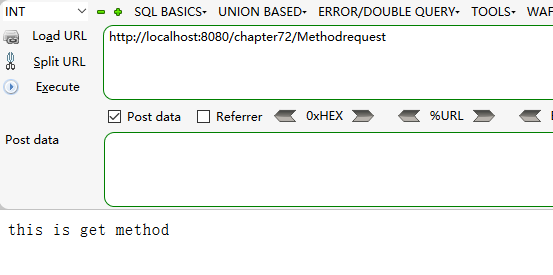 INT SQL BASICS UNION BASED ERROR/DOUBLE QUERY TOOLS WAF
Load URL http://localhost:8080/chapter72/Methodrequest
Split URL
Execute
Post data Referrer 0xHEX %URL
Post data
this is get method